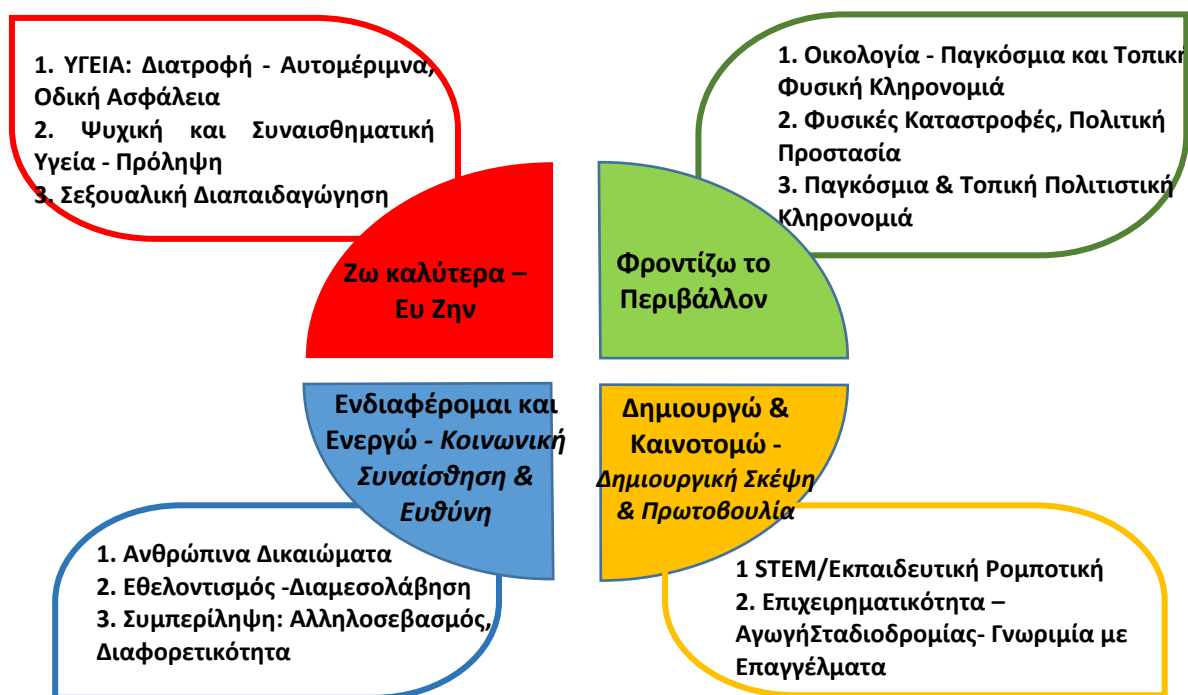 1. ΥΓΕΙΑ: Διατροφή - Αυτομέριμνα,
Οδική Ασφάλεια
2. Ψυχική και Συναισθηματική
Υγεία - Πρόληψη
3. Σεξουαλική Διαπαιδαγώγηση
1. Οικολογία - Παγκόσμια και Τοπική
Φυσική Κληρονομιά
2. Φυσικές Καταστροφές, Πολιτική
Προστασία
3. Παγκόσμια & Τοπική Πολιτιστική
Κληρονομιά
Ζω καλύτερα –
Ευ Ζην
Φροντίζω το
Περιβάλλον
Ενδιαφέρομαι και
Ενεργώ - Κοινωνική
Συναίσθηση &
Ευθύνη
Δημιουργώ &
Καινοτομώ -
Δημιουργική Σκέψη
& Πρωτοβουλία
1. Ανθρώπινα Δικαιώματα
2. Εθελοντισμός -Διαμεσολάβηση
3. Συμπερίληψη: Αλληλοσεβασμός,
Διαφορετικότητα
1 STEM/Εκπαιδευτική Ρομποτική
2. Επιχειρηματικότητα –
ΑγωγήΣταδιοδρομίας- Γνωριμία με
Επαγγέλματα